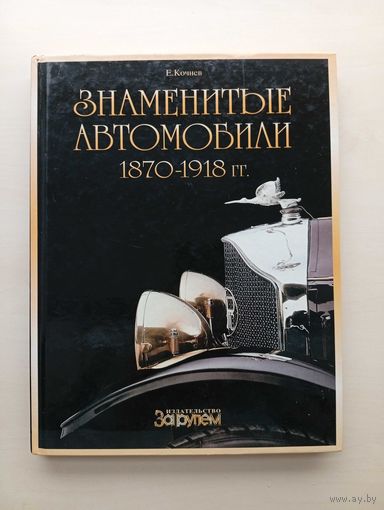 Е.Кочнев
ЗНАМЕНИТЫЕ
АВТОМОБИЛИ
1870-1918 ГГ.
ИЗДАТЕЛЬСТВО
За рулем
www.ay.by